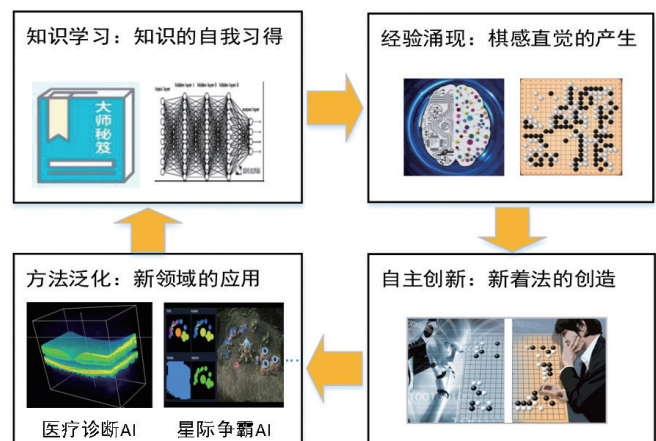 知识学习：知识的自我习得
大师秘笈
经验涌现：棋感直觉的产生
自主创新：新着法的创造
方法泛化：新领域的应用
医疗诊断AI
星际争霸AI
...